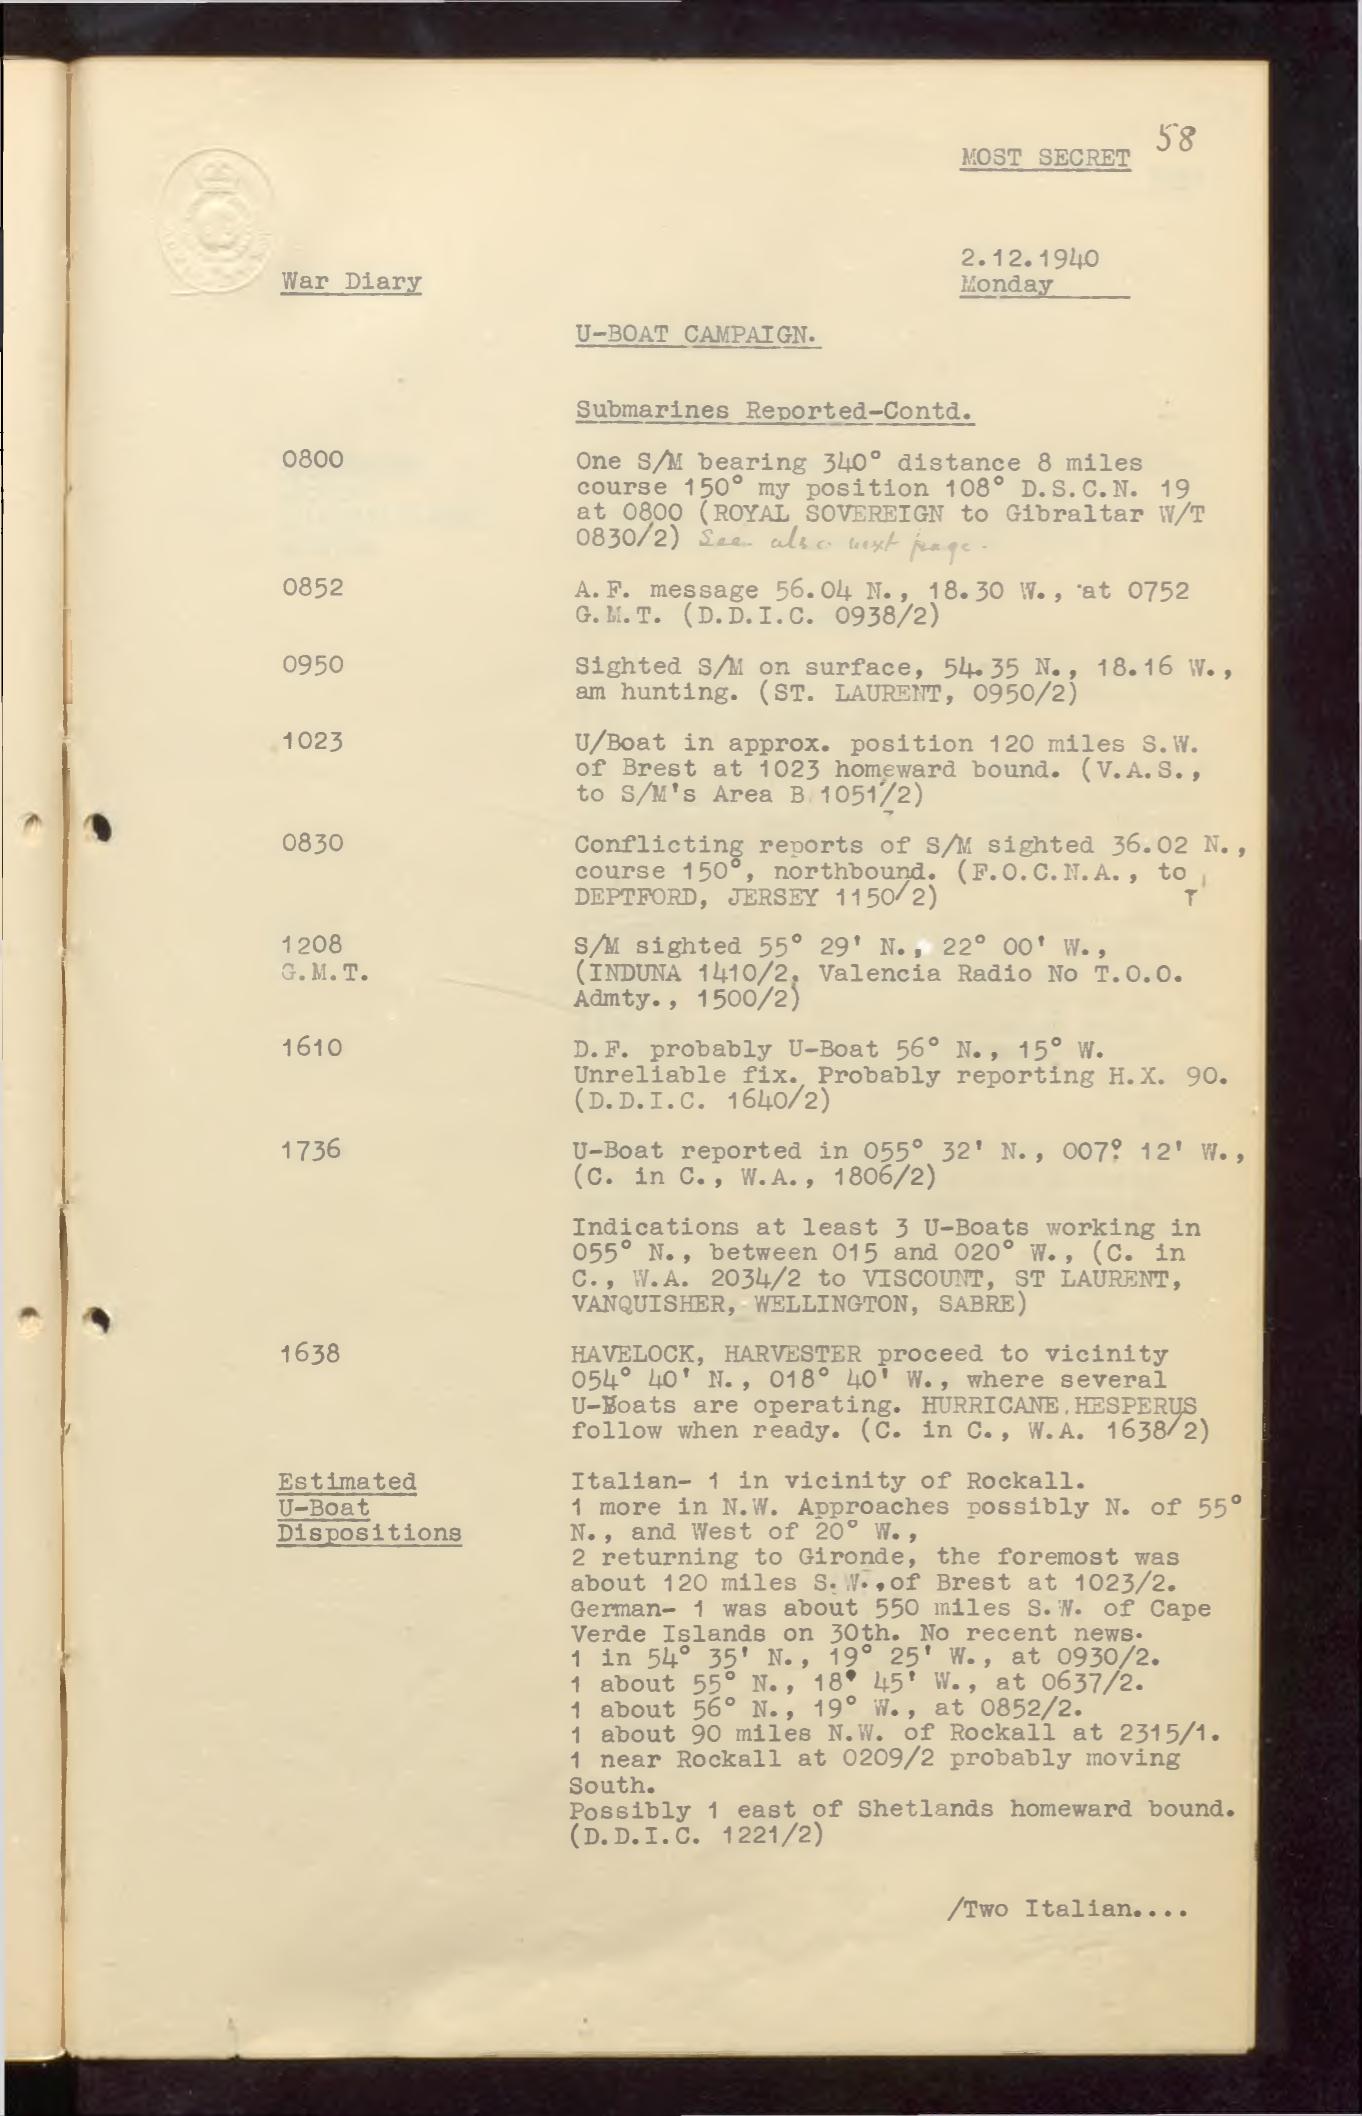 58
MOST SECRET
2.12.1940
War Diary
Monday
U-BOAT CAMPAIGN.
Submarines Reported-Contd.
0800
One S/M bearing 340° distance 8 miles
course 150° my position 108° D.S.C.N. 19
at 0800 (ROYAL SOVEREIGN to Gibraltar W/T
0830/2) See also next page.
0852
A.F. message 56.04 N., 18.30 W., at 0752
G.M.T. (D.D.I.C. 0938/2)
0950
Sighted S/M on surface, 54.35 N., 18.16 W.,
am hunting. (ST. LAURENT, 0950/2)
1023
U/Boat in approx. position 120 miles S.W.
of Brest at 1023 homeward bound. (V.A.S.,
to S/M's Area B 1051/2)
0830
Conflicting reports of S/M sighted 36.02 N.,
course 150°, northbound. (F.O.C.N.A., to
DEPTFORD, JERSEY 1150/2)
1208
G.M.T.
S/M sighted 55° 29' N., 22° 00' W.,
(INDUNA 1410/2, Valencia Radio No T.O.O.
Admty., 1500/2)
1610
D.F. probably U-Boat 56° N., 15° W.
Unreliable fix. Probably reporting H.X. 90.
(D.D.I.C. 1640/2)
1736
U-Boat reported in 055° 32' N., 007° 12' W.,
(C. in C., W.A., 1806/2)
Indications at least 3 U-Boats working in
055° N., between 015 and 020° W., (C. in
C., W.A. 2034/2 to VISCOUNT, ST LAURENT,
VANQUISHER, WELLINGTON, SABRE)
1638
HAVELOCK, HARVESTER proceed to vicinity
054° 40' N., 018° 40' W., where several
U-Boats are operating. HURRICANE.HESPERUS
follow when ready. (C. in C., W.A. 1638/2)
Estimated
U-Boat
Dispositions
Italian- 1 in vicinity of Rockall.
1 more in N.W. Approaches possibly N. of 55°
N., and West of 20° W.,
2 returning to Gironde, the foremost was
about 120 miles S.W., of Brest at 1023/2.
German- 1 was about 550 miles S.W. of Cape
Verde Islands on 30th. No recent news.
1 in 54° 35' N., 19° 25' W., at 0930/2.
1 about 55° N., 18° 45' W., at 0637/2.
1 about 56° N., 19° W., at 0852/2.
1 about 90 miles N.W. of Rockall at 2315/1.
1 near Rockall at 0209/2 probably moving
South.
Possibly 1 east of Shetlands homeward bound.
(D.D.I.C. 1221/2)
/Two Italian....